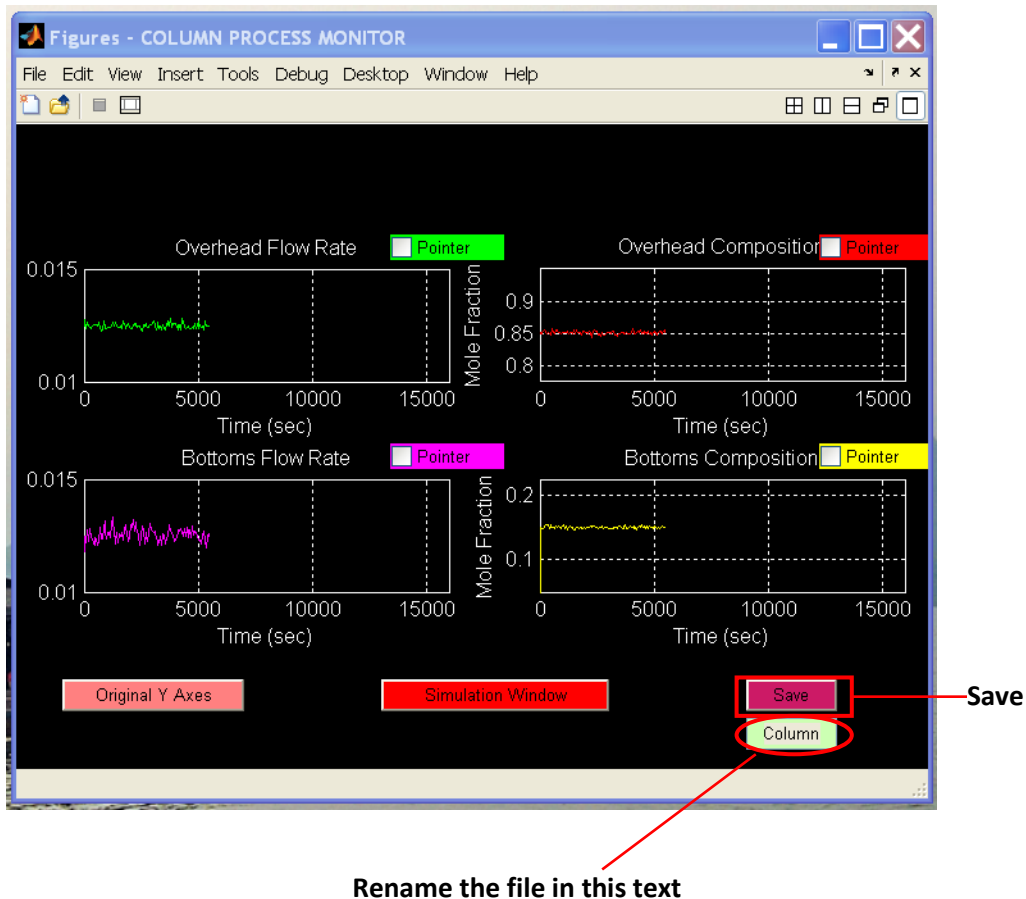 Figures - COLUMN PROCESS MONITOR
File Edit View Insert Tools Debug Desktop Window Help
Overhead Flow Rate
Pointer
0.015
0.01
0 5000 10000 15000
Time (sec)
Overhead Composition
Pointer
Mole Fraction
0.9
0.85
0.8
0 5000 10000 15000
Time (sec)
Bottoms Flow Rate
Pointer
0.015
0.01
0 5000 10000 15000
Time (sec)
Bottoms Composition
Pointer
Mole Fraction
0.2
0.1
0 5000 10000 15000
Time (sec)
Original Y Axes
Simulation Window
Save
Save
Column
Rename the file in this text